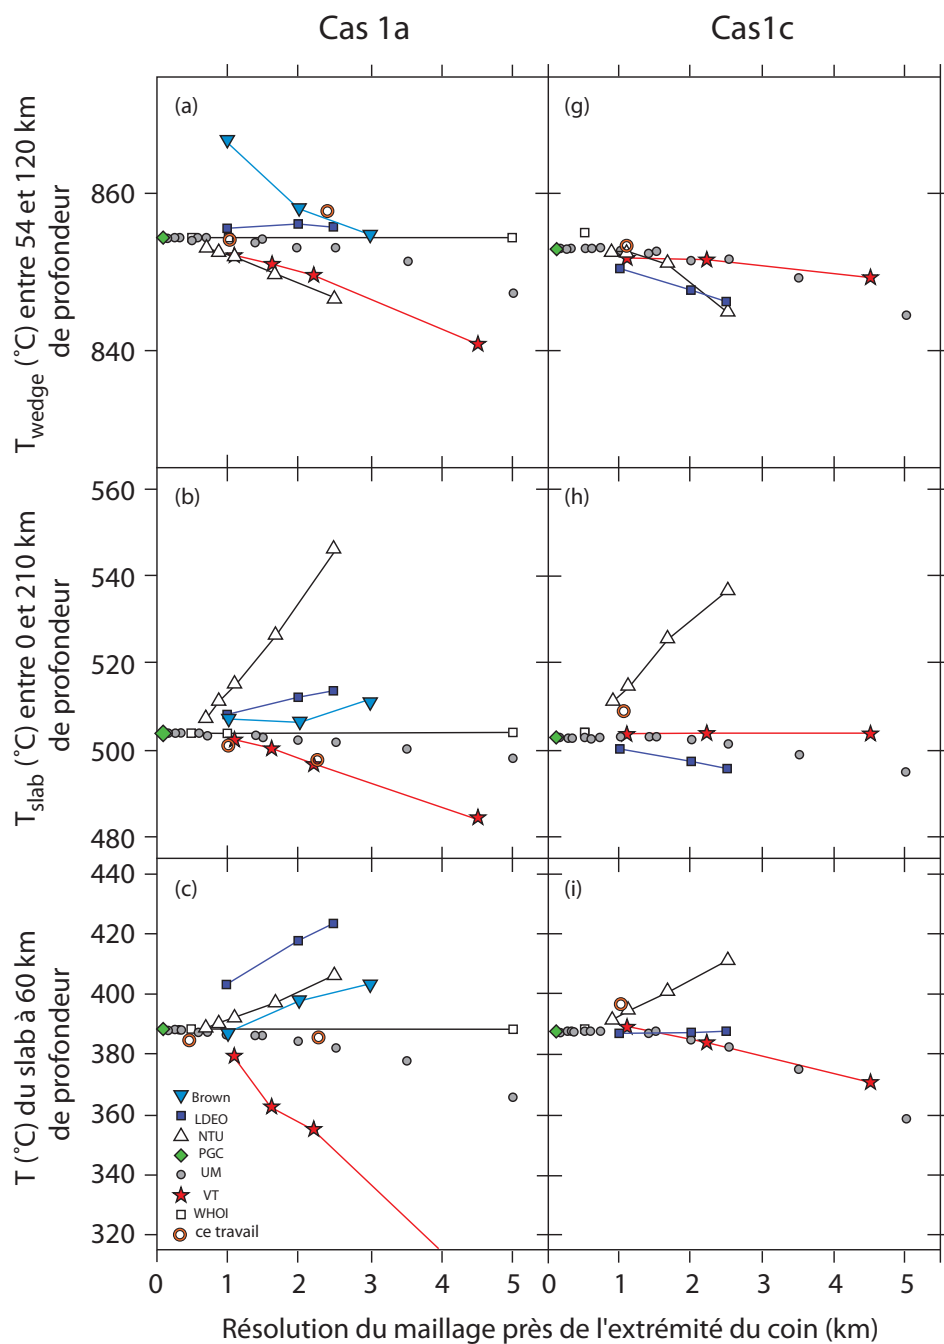 Cas 1a
Cas1c
T wedge (˚C) entre 54 et 120 km
de profondeur
(a)
(g)
860
840
T slab (˚C) entre 0 et 210 km
de profondeur
(b)
(h)
560
540
520
500
480
T (˚C) du slab à 60 km
de profondeur
(c)
(i)
440
420
400
380
360
340
320
Brown
LDEO
NTU
PGC
UM
VT
WHOI
ce travail
0 1 2 3 4 5
0 1 2 3 4 5
Résolution du maillage près de l'extrémité du coin (km)